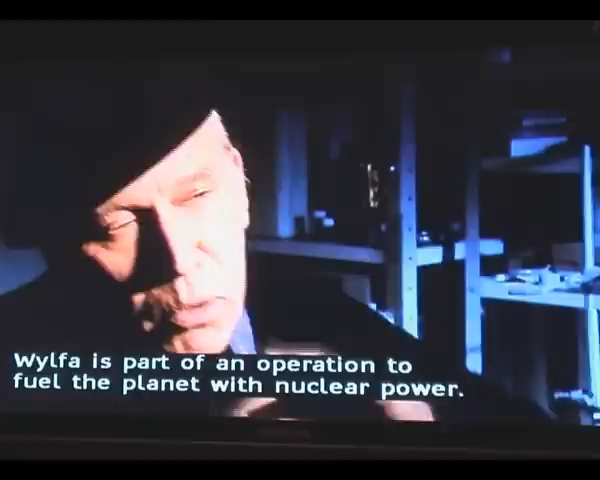 Wylfa is part of an operation to
fuel the planet with nuclear power.